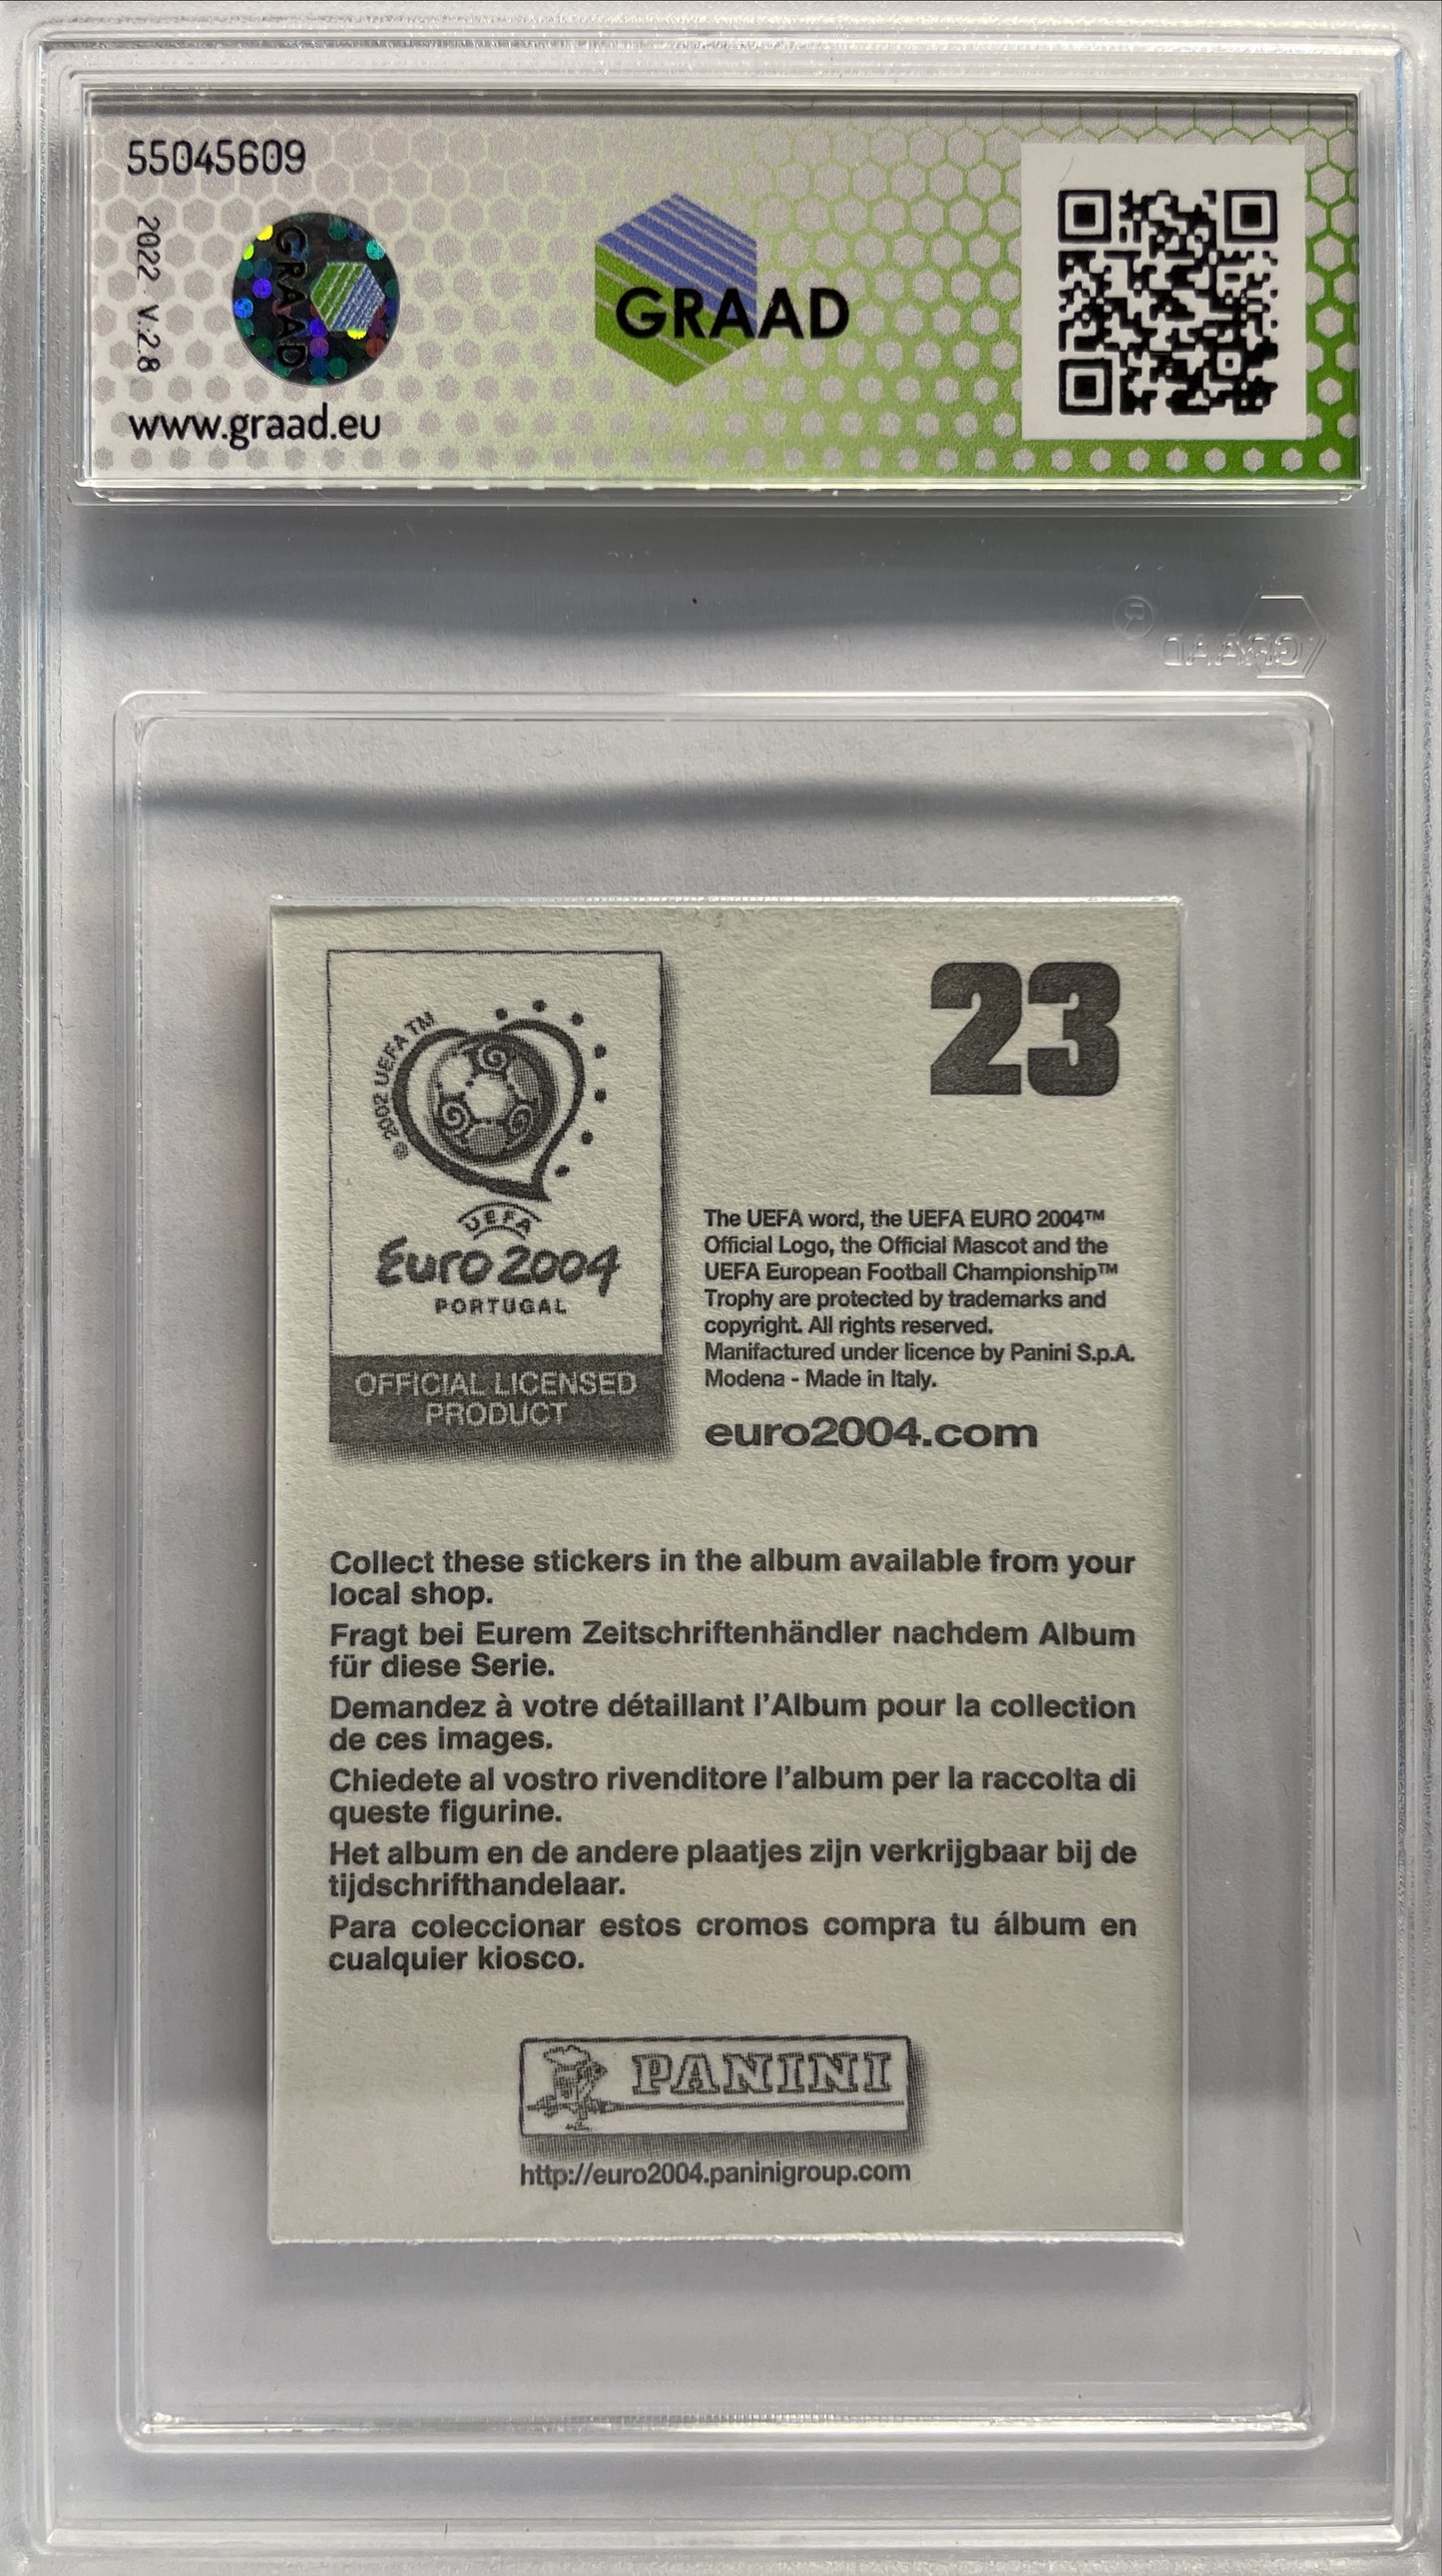 55045609
2022 V.2.8
GRAAD
www.graad.eu
GRAAD
GRAAD ®
23
© 2002 UEFA TM
UEFA
Euro 2004
PORTUGAL
OFFICIAL LICENSED
PRODUCT
The UEFA word, the UEFA EURO 2004™
Official Logo, the Official Mascot and the
UEFA European Football Championship™
Trophy are protected by trademarks and
copyright. All rights reserved.
Manifactured under licence by Panini S.p.A.
Modena - Made in Italy.
euro2004.com
Collect these stickers in the album available from your
local shop.
Fragt bei Eurem Zeitschriftenhändler nachdem Album
für diese Serie.
Demandez à votre détaillant l'Album pour la collection
de ces images.
Chiedete al vostro rivenditore l'album per la raccolta di
queste figurine.
Het album en de andere plaatjes zijn verkrijgbaar bij de
tijdschrifthandelaar.
Para coleccionar estos cromos compra tu álbum en
cualquier kiosco.
PANINI
http://euro2004.paninigroup.com